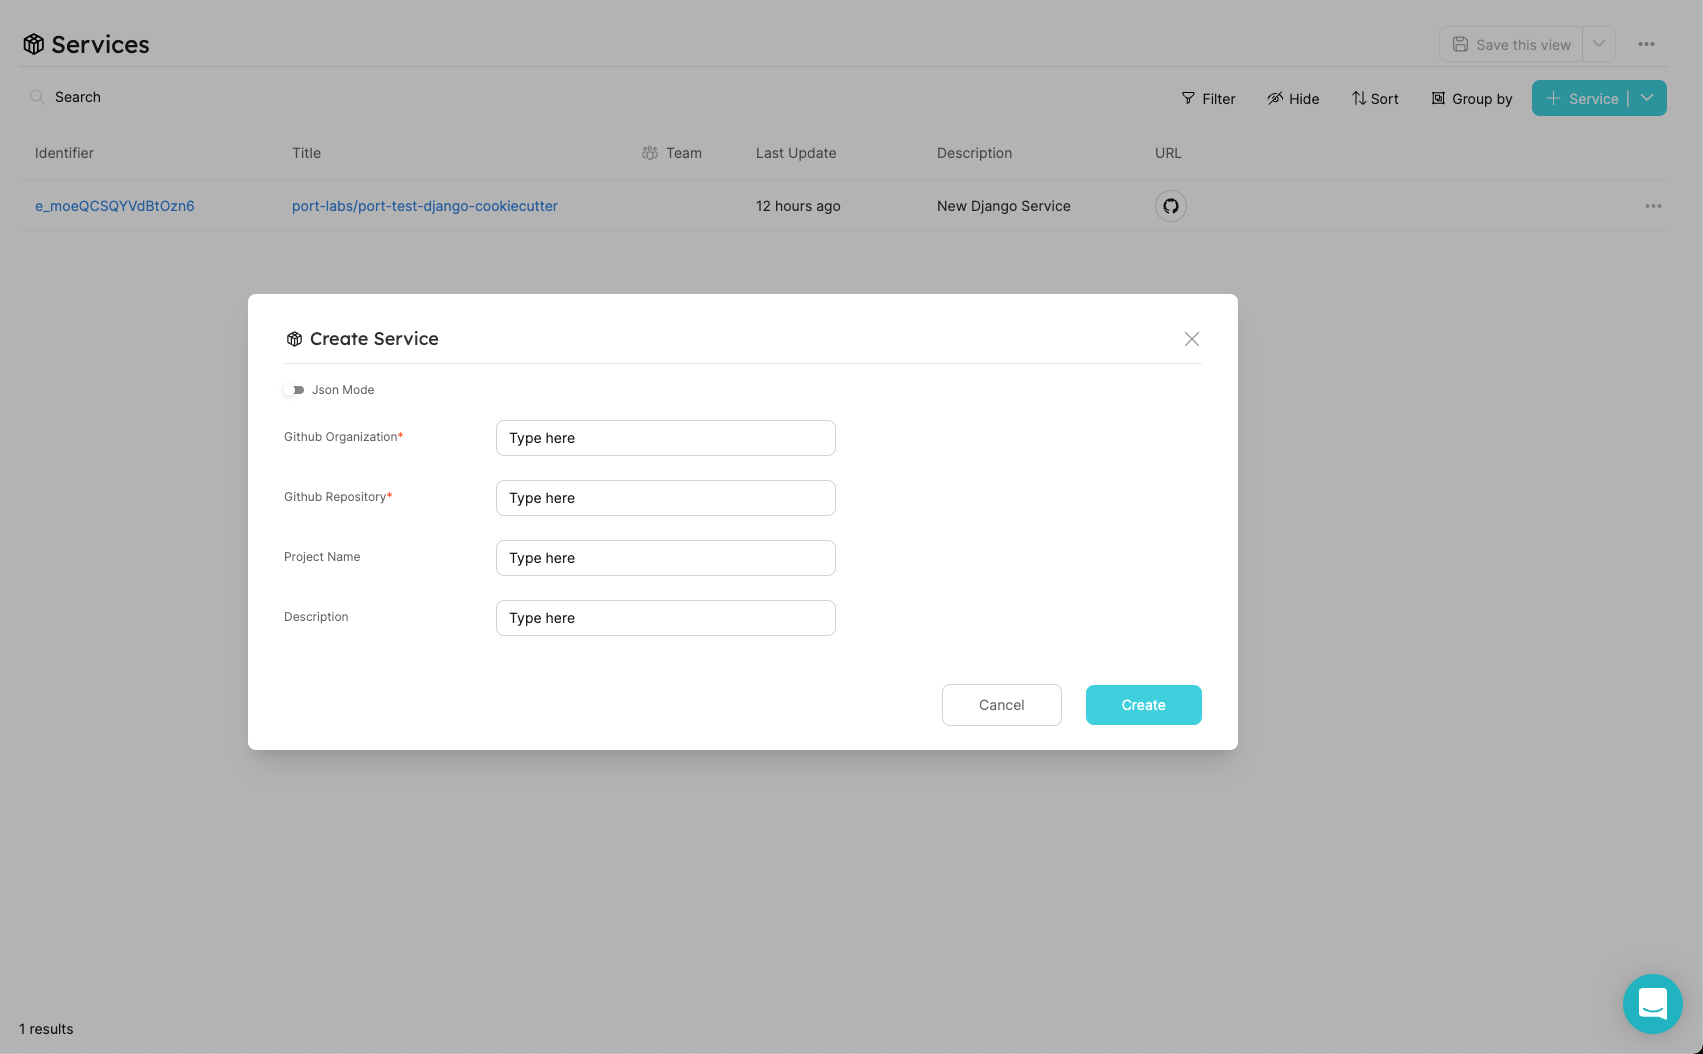 Services
Save this view
Search
Filter
Hide
Sort
Group by
Service
Identifier
Title
Team
Last Update
Description
URL
e_moeQCSQYVdBtOzn6
port-labs/port-test-django-cookiecutter
12 hours ago
New Django Service
Create Service
Json Mode
Github Organization*
Type here
Github Repository*
Type here
Project Name
Type here
Description
Type here
Cancel
Create
1 results